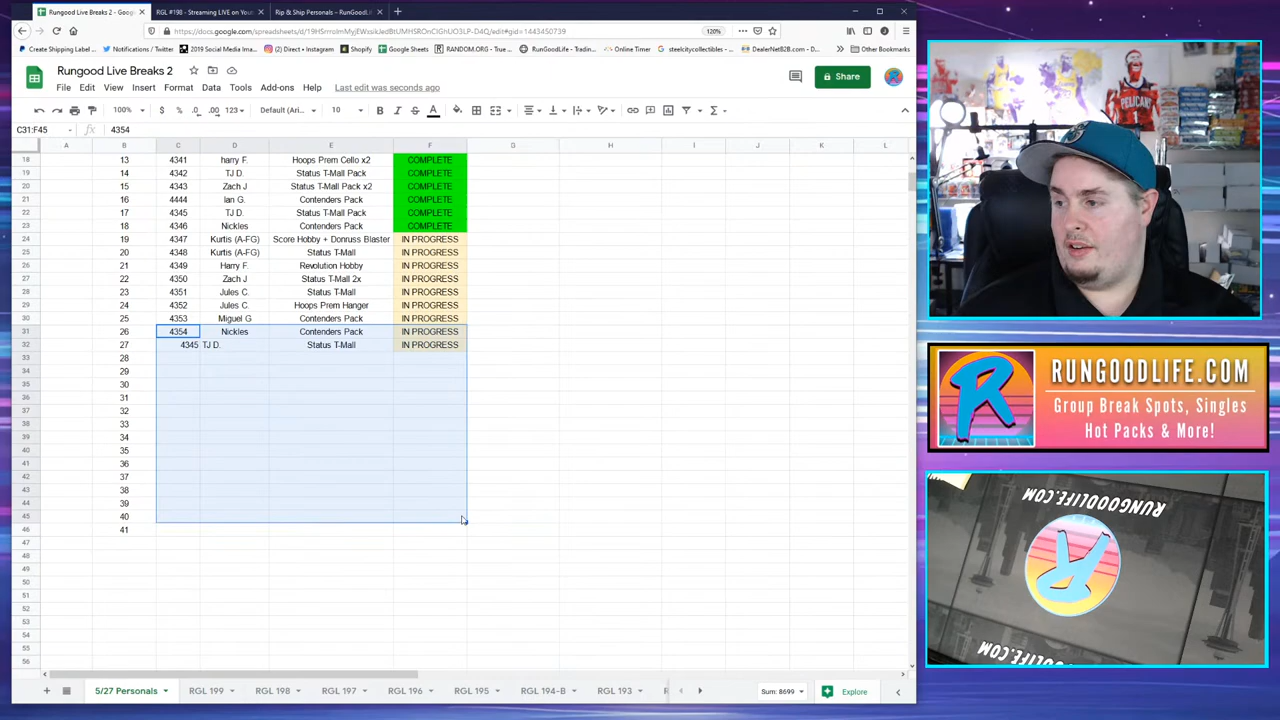 Rungood Live Breaks 2 - Goog
RGL #198 - Streaming LIVE on You
Rip & Ship Personals – RunGoodL
https://docs.google.com/spreadsheets/d/
120%
Create Shipping Label ...
Notifications / Twitter
2019 Social Media Ima...
(2) Direct • Instagram
Shopify
Google Sheets
RANDOM.ORG - True ...
RunGoodLife - Tradin...
Online Timer
steelcitycollectibles...
DealerNetB2B.com - T...
Other Bookmarks
Rungood Live Breaks 2
Share
File Edit View Insert Format Data Tools Add-ons Help Last edit was seconds ago
100% $ % .0 .00 123 Default (Ari... 10 B I S A
C31:F45 fx 4354
A B C D E F G H I J K L
18 13 4341 harry F. Hoops Prem Cello x2 COMPLETE
19 14 4342 TJ D. Status T-Mall Pack COMPLETE
20 15 4343 Zach J Status T-Mall Pack x2 COMPLETE
21 16 4444 Ian G. Contenders Pack COMPLETE
22 17 4345 TJ D. Status T-Mall Pack COMPLETE
23 18 4346 Nickles Contenders Pack COMPLETE
24 19 4347 Kurtis (A-FG) Score Hobby + Donruss Blaster IN PROGRESS
25 20 4348 Kurtis (A-FG) Status T-Mall IN PROGRESS
26 21 4349 Harry F. Revolution Hobby IN PROGRESS
27 22 4350 Zach J Status T-Mall 2x IN PROGRESS
28 23 4351 Jules C. Status T-Mall IN PROGRESS
29 24 4352 Jules C. Hoops Prem Hanger IN PROGRESS
30 25 4353 Miguel G Contenders Pack IN PROGRESS
31 26 4354 Nickles Contenders Pack IN PROGRESS
32 27 4345 TJ D. Status T-Mall IN PROGRESS
33 28
34 29
35 30
36 31
37 32
38 33
39 34
40 35
41 36
42 37
43 38
44 39
45 40
46 41
47
48
49
50
51
52
53
54
55
56
5/27 Personals RGL 199 RGL 198 RGL 197 RGL 196 RGL 195 RGL 194-B RGL 193
Sum: 8699
Explore
PELICANS
RUNGOODLIFE.COM
Group Break Spots, Singles
Hot Packs & More!
RUNGOODLIFE.COM
RUNGOODLIFE.COM